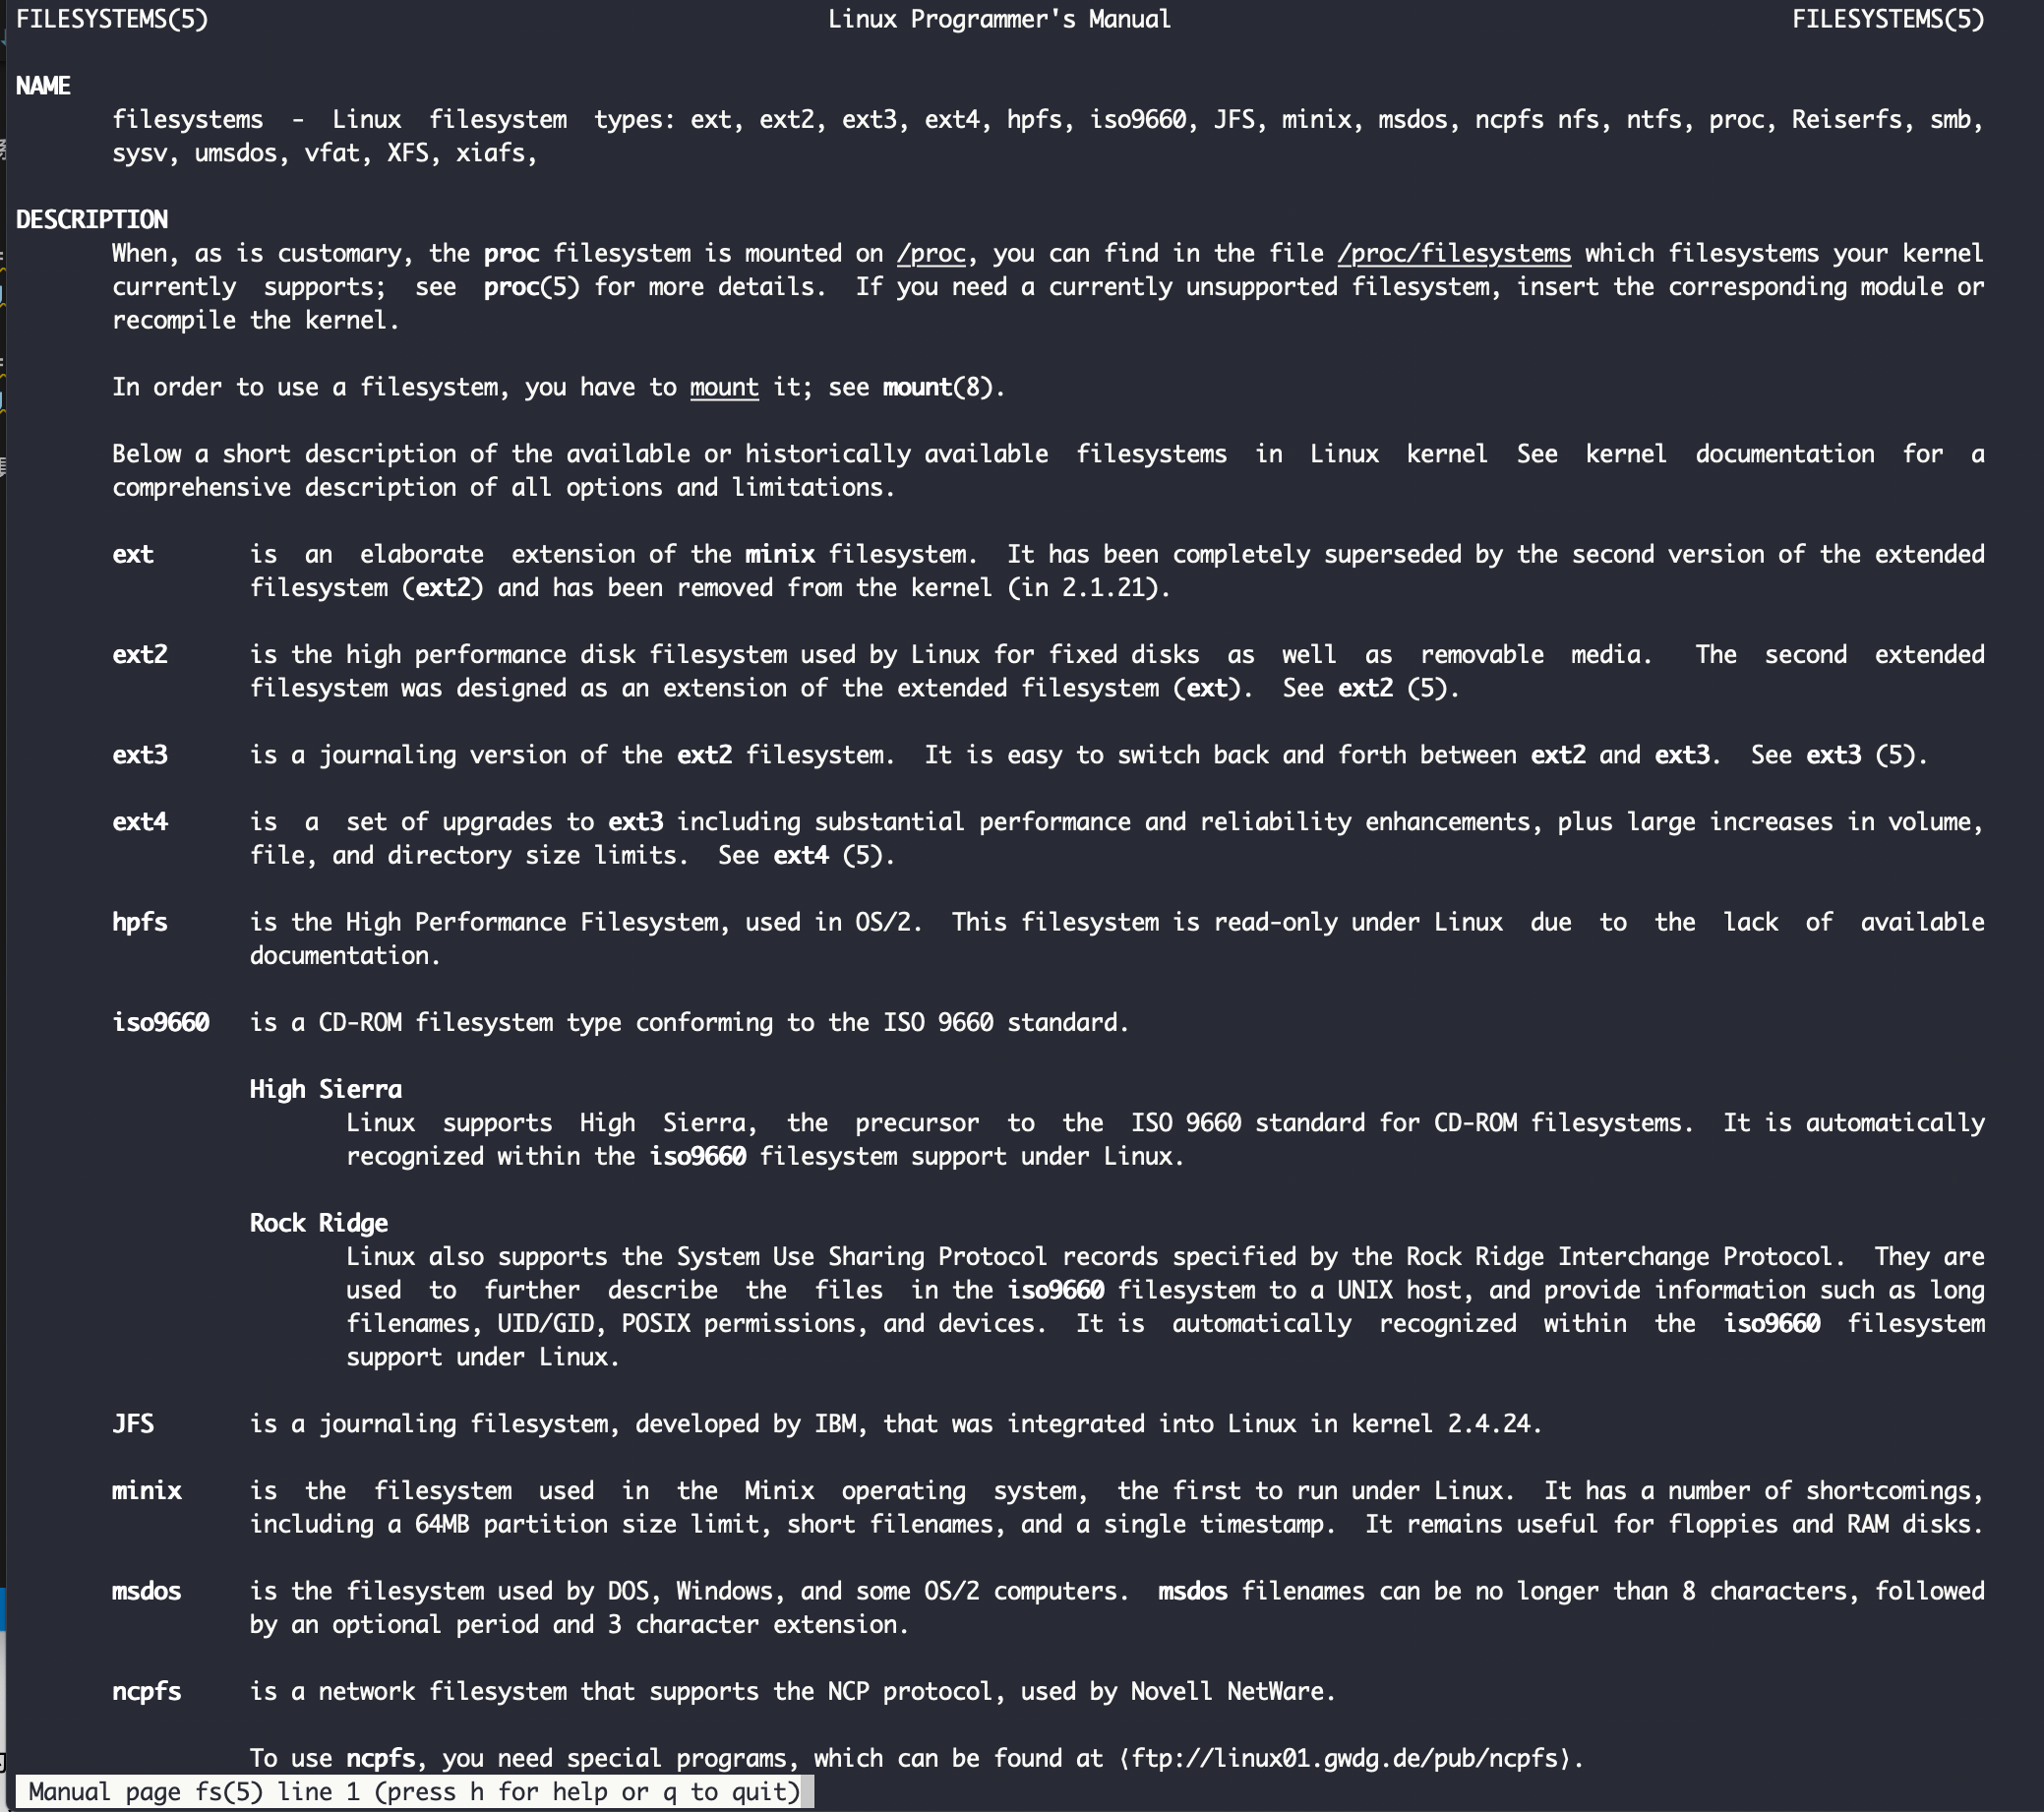 FILESYSTEMS(5) Linux Programmer's Manual FILESYSTEMS(5)
NAME
filesystems - Linux filesystem types: ext, ext2, ext3, ext4, hpfs, iso9660, JFS, minix, msdos, ncpfs nfs, ntfs, proc, Reiserfs, smb,
sysv, umsdos, vfat, XFS, xiafs,
DESCRIPTION
When, as is customary, the proc filesystem is mounted on /proc, you can find in the file /proc/filesystems which filesystems your kernel
currently supports; see proc(5) for more details. If you need a currently unsupported filesystem, insert the corresponding module or
recompile the kernel.
In order to use a filesystem, you have to mount it; see mount(8).
Below a short description of the available or historically available filesystems in Linux kernel See kernel documentation for a
comprehensive description of all options and limitations.
ext is an elaborate extension of the minix filesystem. It has been completely superseded by the second version of the extended
filesystem (ext2) and has been removed from the kernel (in 2.1.21).
ext2 is the high performance disk filesystem used by Linux for fixed disks as well as removable media. The second extended
filesystem was designed as an extension of the extended filesystem (ext). See ext2 (5).
ext3 is a journaling version of the ext2 filesystem. It is easy to switch back and forth between ext2 and ext3. See ext3 (5).
ext4 is a set of upgrades to ext3 including substantial performance and reliability enhancements, plus large increases in volume,
file, and directory size limits. See ext4 (5).
hpfs is the High Performance Filesystem, used in OS/2. This filesystem is read-only under Linux due to the lack of available
documentation.
iso9660 is a CD-ROM filesystem type conforming to the ISO 9660 standard.
High Sierra
Linux supports High Sierra, the precursor to the ISO 9660 standard for CD-ROM filesystems. It is automatically
recognized within the iso9660 filesystem support under Linux.
Rock Ridge
Linux also supports the System Use Sharing Protocol records specified by the Rock Ridge Interchange Protocol. They are
used to further describe the files in the iso9660 filesystem to a UNIX host, and provide information such as long
filenames, UID/GID, POSIX permissions, and devices. It is automatically recognized within the iso9660 filesystem
support under Linux.
JFS is a journaling filesystem, developed by IBM, that was integrated into Linux in kernel 2.4.24.
minix is the filesystem used in the Minix operating system, the first to run under Linux. It has a number of shortcomings,
including a 64MB partition size limit, short filenames, and a single timestamp. It remains useful for floppies and RAM disks.
msdos is the filesystem used by DOS, Windows, and some OS/2 computers. msdos filenames can be no longer than 8 characters, followed
by an optional period and 3 character extension.
ncpfs is a network filesystem that supports the NCP protocol, used by Novell NetWare.
To use ncpfs, you need special programs, which can be found at ⟨ftp://linux01.gwdg.de/pub/ncpfs⟩.
Manual page fs(5) line 1 (press h for help or q to quit)